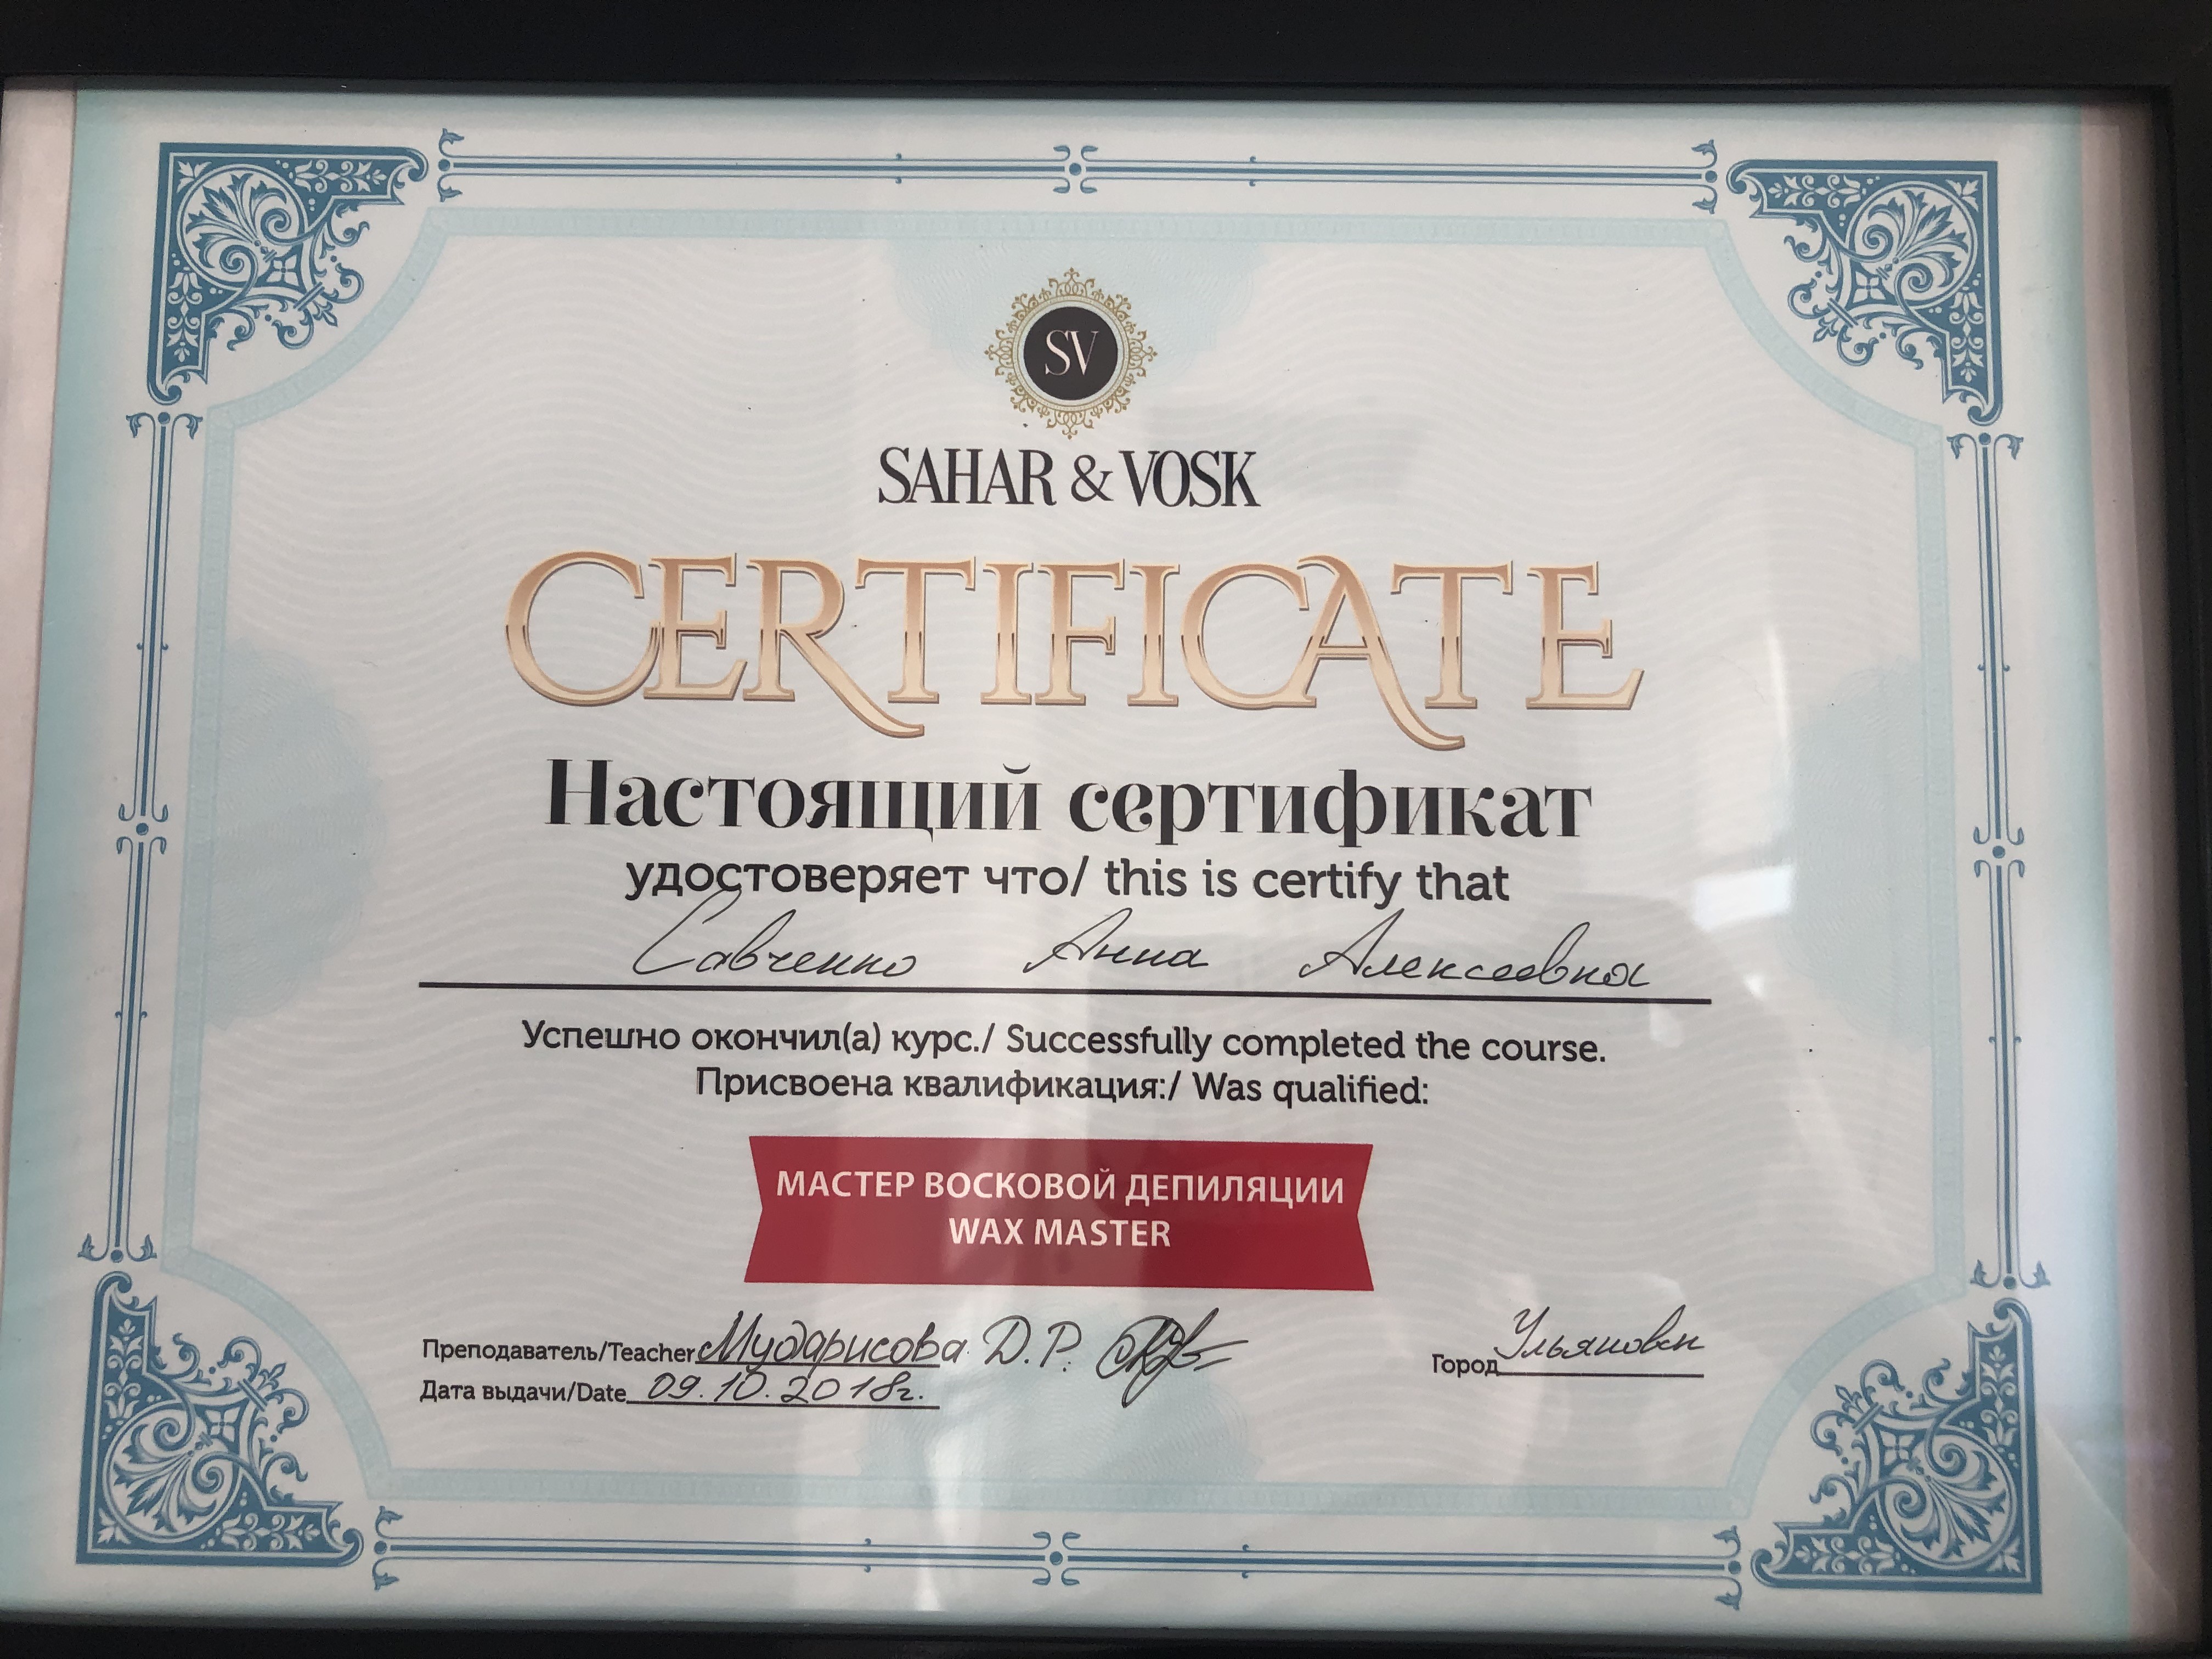 SV
SAHAR & VOSK
CERTIFICATE
Настоящий сертификат
удостоверяет что/ this is certify that
Савченко Анна Алексеевна
Успешно окончил(а) курс./ Successfully completed the course.
Присвоена квалификация:/ Was qualified:
МАСТЕР ВОСКОВОЙ ДЕПИЛЯЦИИ
WAX MASTER
Преподаватель/Teacher Мударисова Д.Р.
Город Ульяновск
Дата выдачи/Date 09.10.2018г.